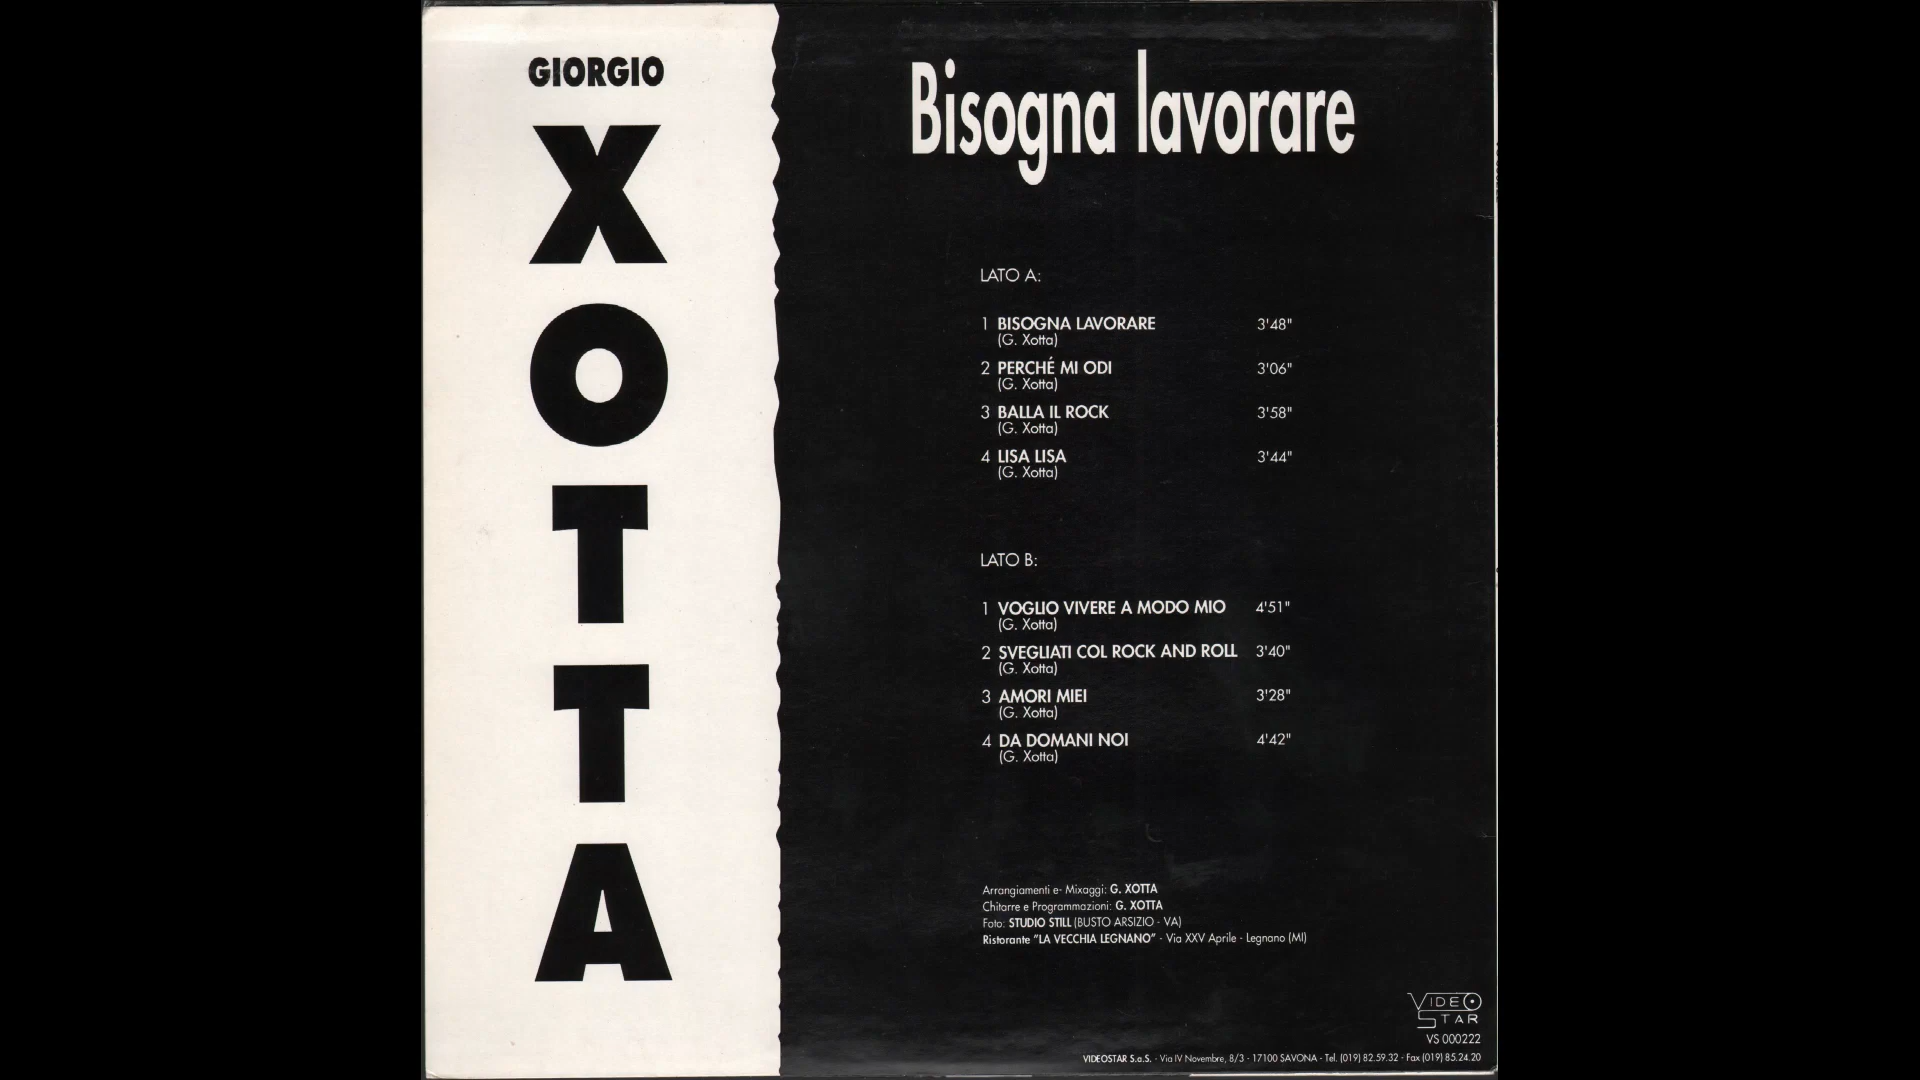 GIORGIO
XOTTA
Bisogna lavorare
LATO A:
1 BISOGNA LAVORARE 3'48"
(G. Xotta)
2 PERCHÉ MI ODI 3'06"
(G. Xotta)
3 BALLA IL ROCK 3'58"
(G. Xotta)
4 LISA LISA 3'44"
(G. Xotta)
LATO B:
1 VOGLIO VIVERE A MODO MIO 4'51"
(G. Xotta)
2 SVEGLIATI COL ROCK AND ROLL 3'40"
(G. Xotta)
3 AMORI MIEI 3'28"
(G. Xotta)
4 DA DOMANI NOI 4'42"
(G. Xotta)
Arrangiamenti e- Mixaggi: G. XOTTA
Chitarre e Programmazioni: G. XOTTA
Foto: STUDIO STILL (BUSTO ARSIZIO - VA)
Ristorante "LA VECCHIA LEGNANO" - Via XXV Aprile - Legnano (MI)
VIDEO
STAR
VS 000222
VIDEOSTAR S.a.S. - Via IV Novembre, 8/3 - 17100 SAVONA - Tel. (019) 82.59.32 - Fax (019) 85.24.20